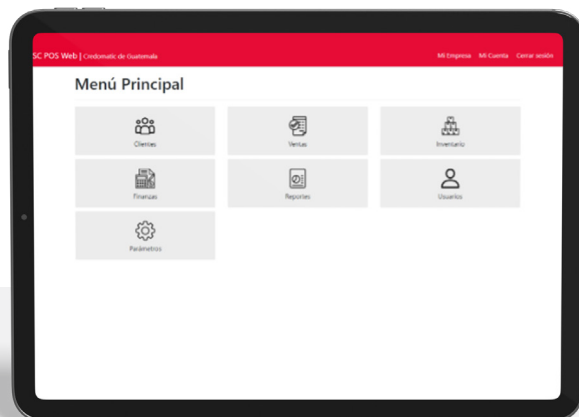 SC POS Web | Credomatic de Guatemala
Mi Empresa Mi Cuenta Cerrar sesión
Menú Principal
Clientes Ventas Inventario
Finanzas Reportes Usuarios
Parámetros